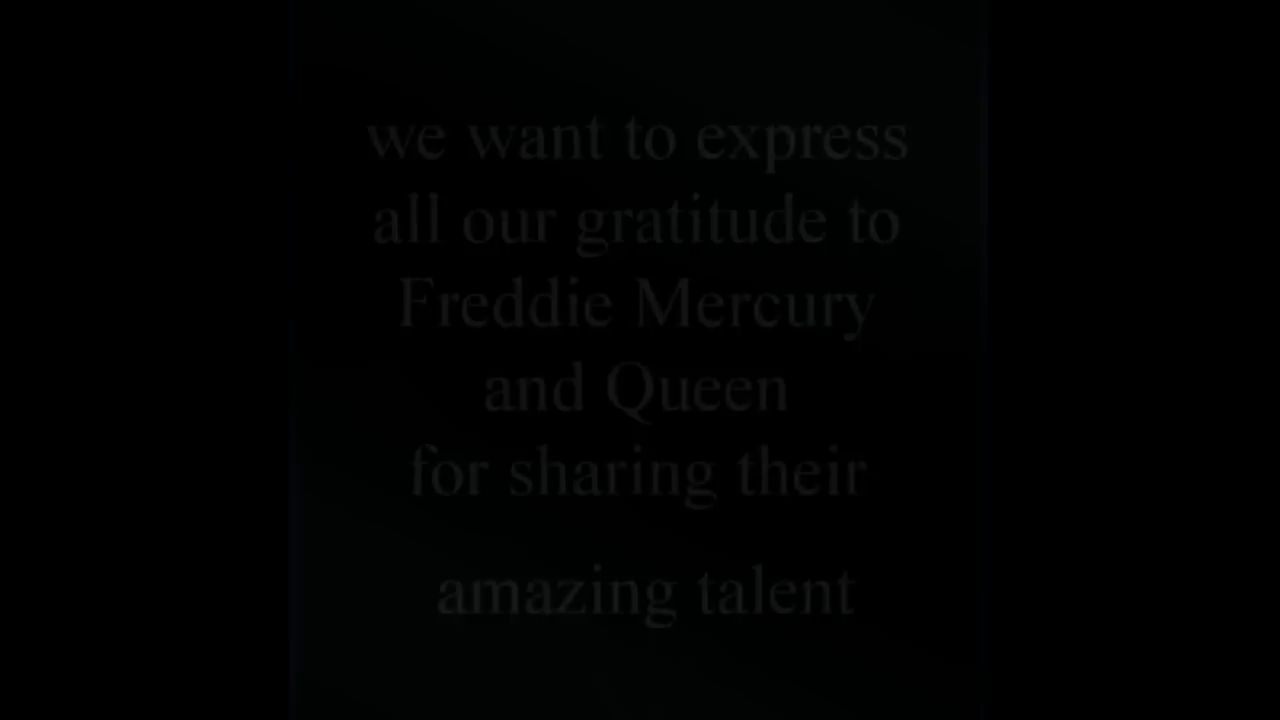 we want to express
all our gratitude to
Freddie Mercury
and Queen
for sharing their
amazing talent